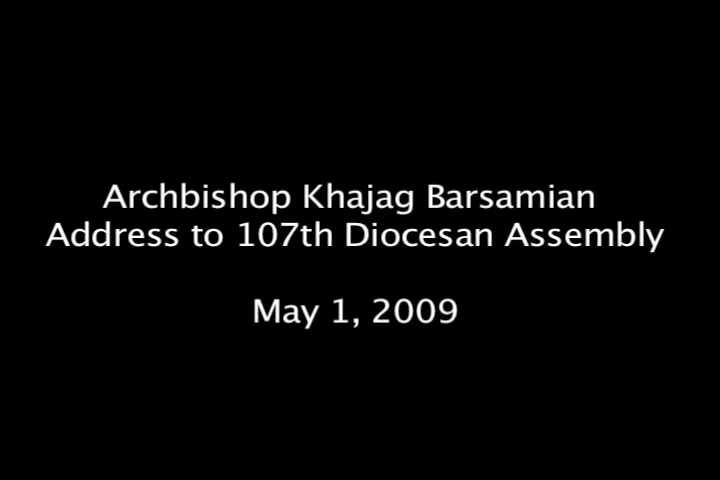 Archbishop Khajag Barsamian
Address to 107th Diocesan Assembly
May 1, 2009